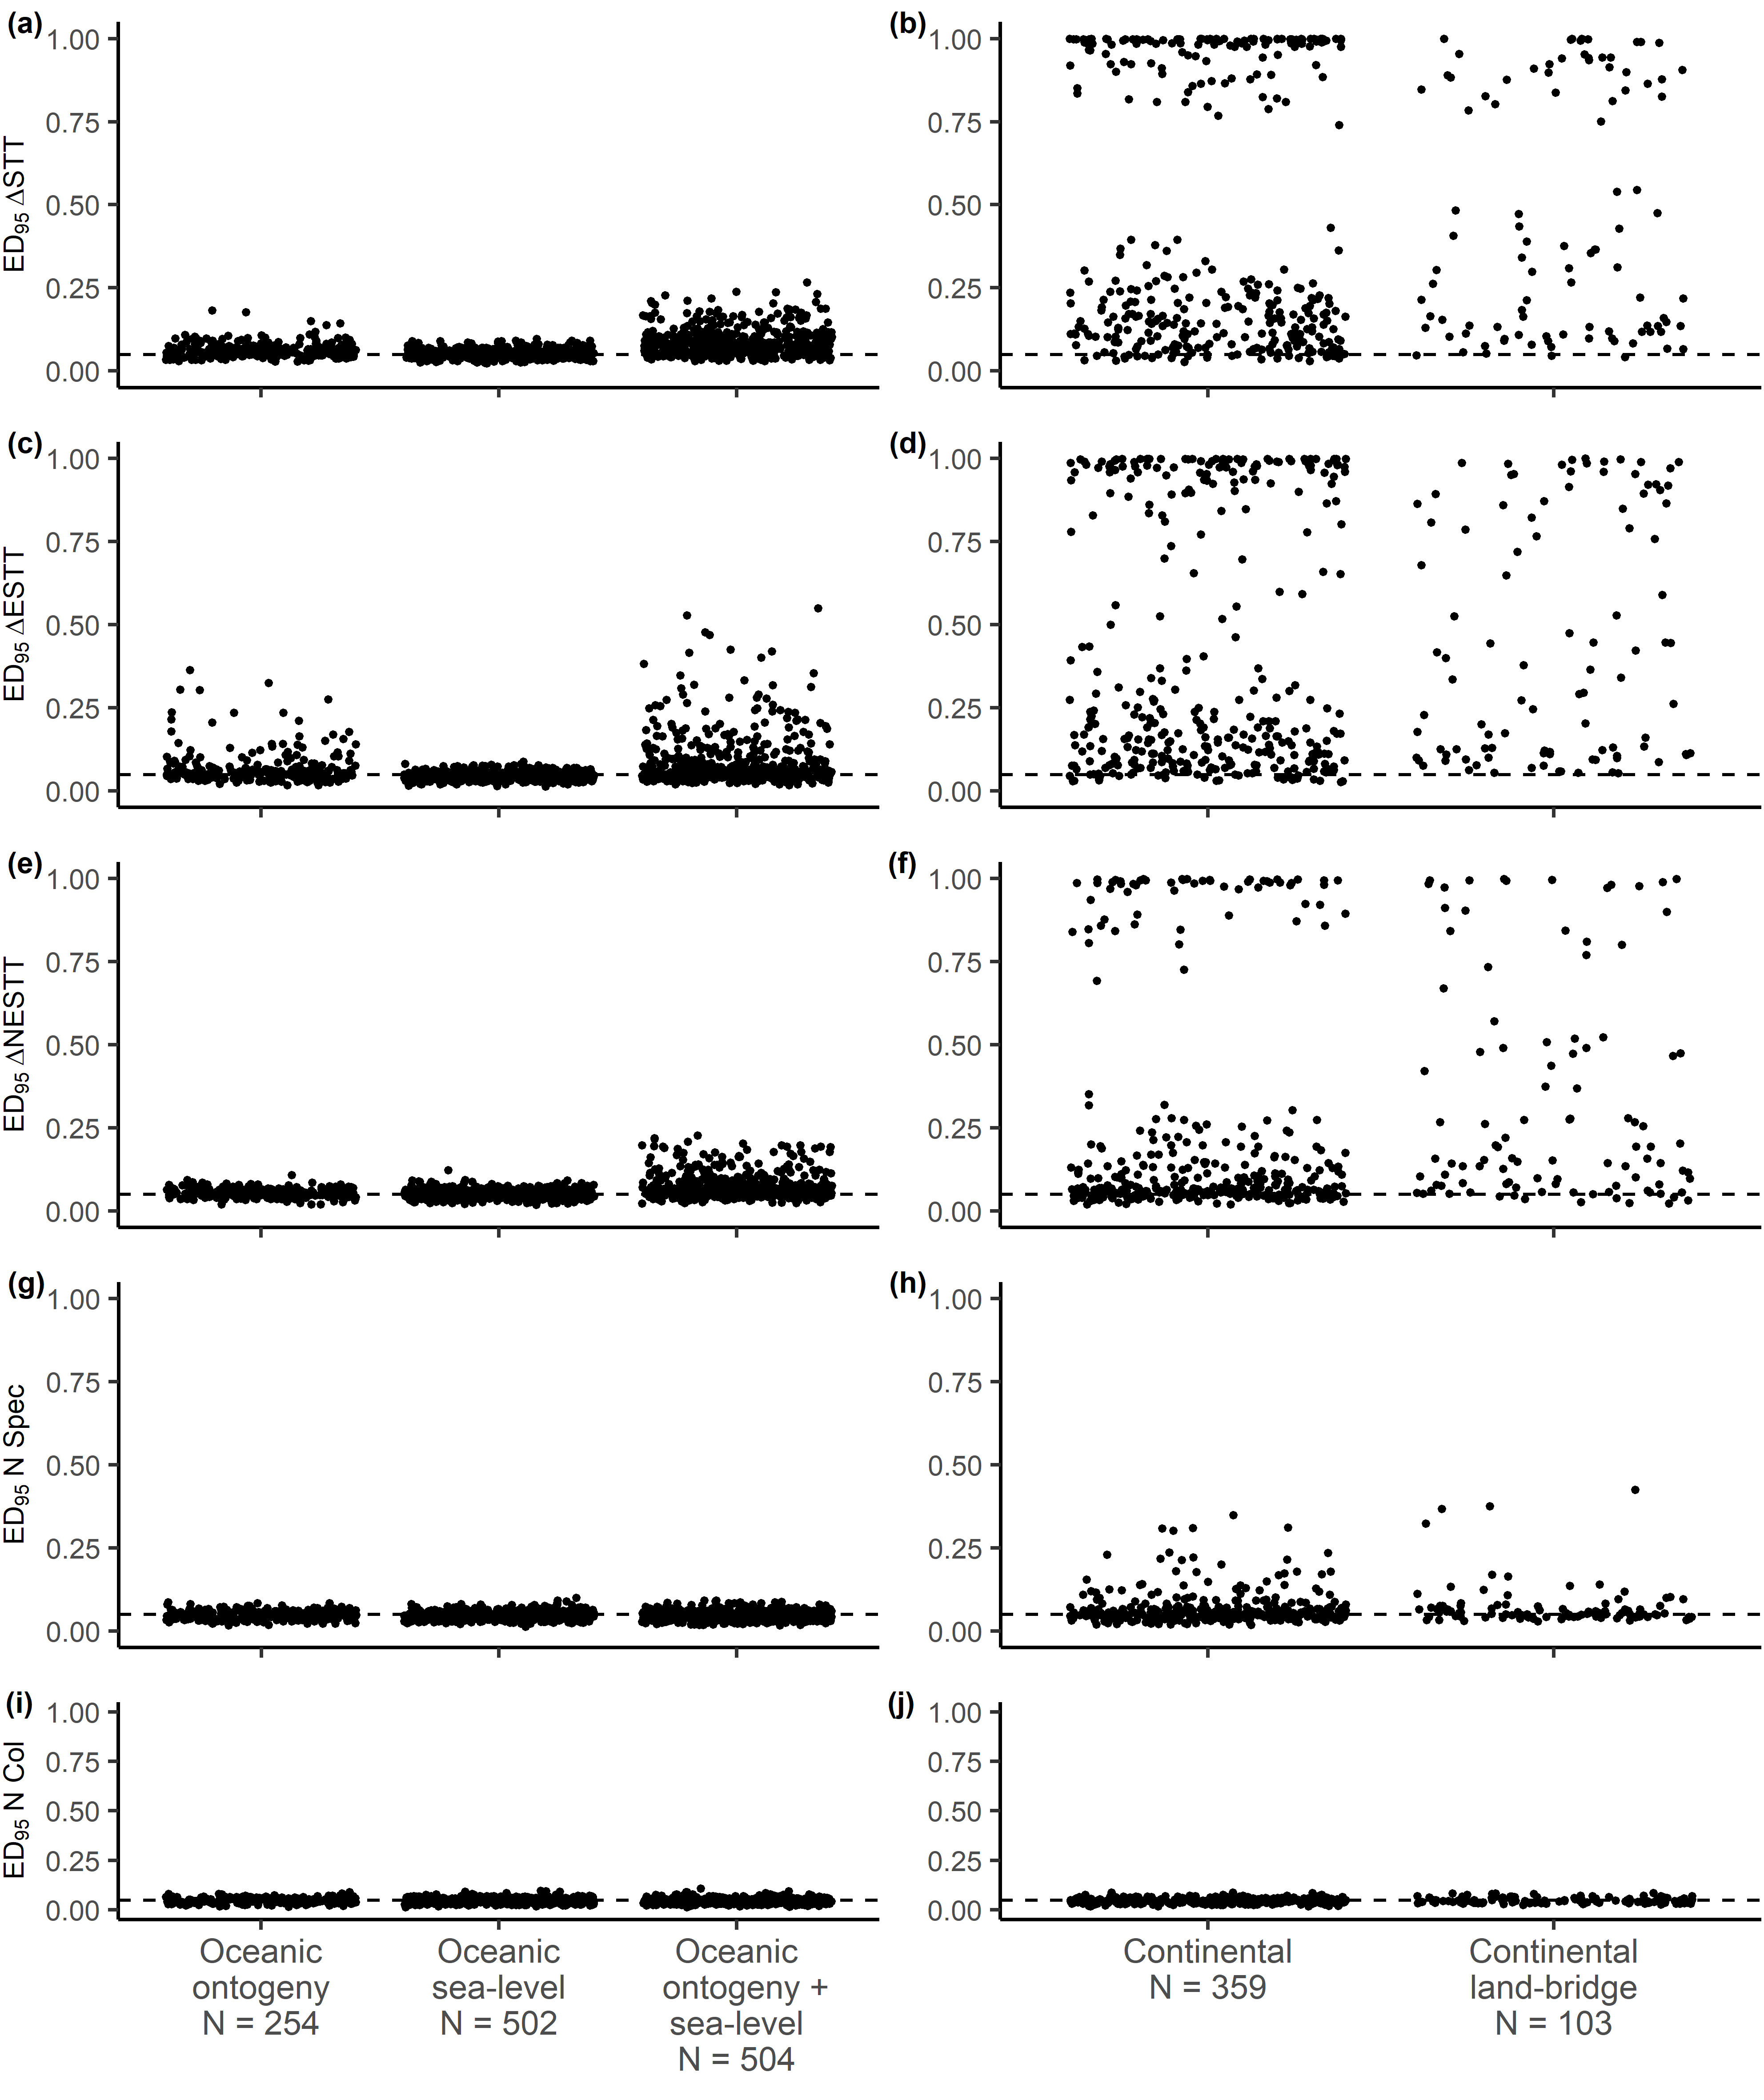 (a)
ED95 ΔSTT
1.00
0.75
0.50
0.25
0.00
(b)
1.00
0.75
0.50
0.25
0.00
(c)
ED95 ΔESTT
1.00
0.75
0.50
0.25
0.00
(d)
1.00
0.75
0.50
0.25
0.00
(e)
ED95 ΔNESTT
1.00
0.75
0.50
0.25
0.00
(f)
1.00
0.75
0.50
0.25
0.00
(g)
ED95 N Spec
1.00
0.75
0.50
0.25
0.00
(h)
1.00
0.75
0.50
0.25
0.00
(i)
ED95 N Col
1.00
0.75
0.50
0.25
0.00
(j)
1.00
0.75
0.50
0.25
0.00
Oceanic
ontogeny
N = 254
Oceanic
sea-level
N = 502
Oceanic
ontogeny +
sea-level
N = 504
Continental
N = 359
Continental
land-bridge
N = 103